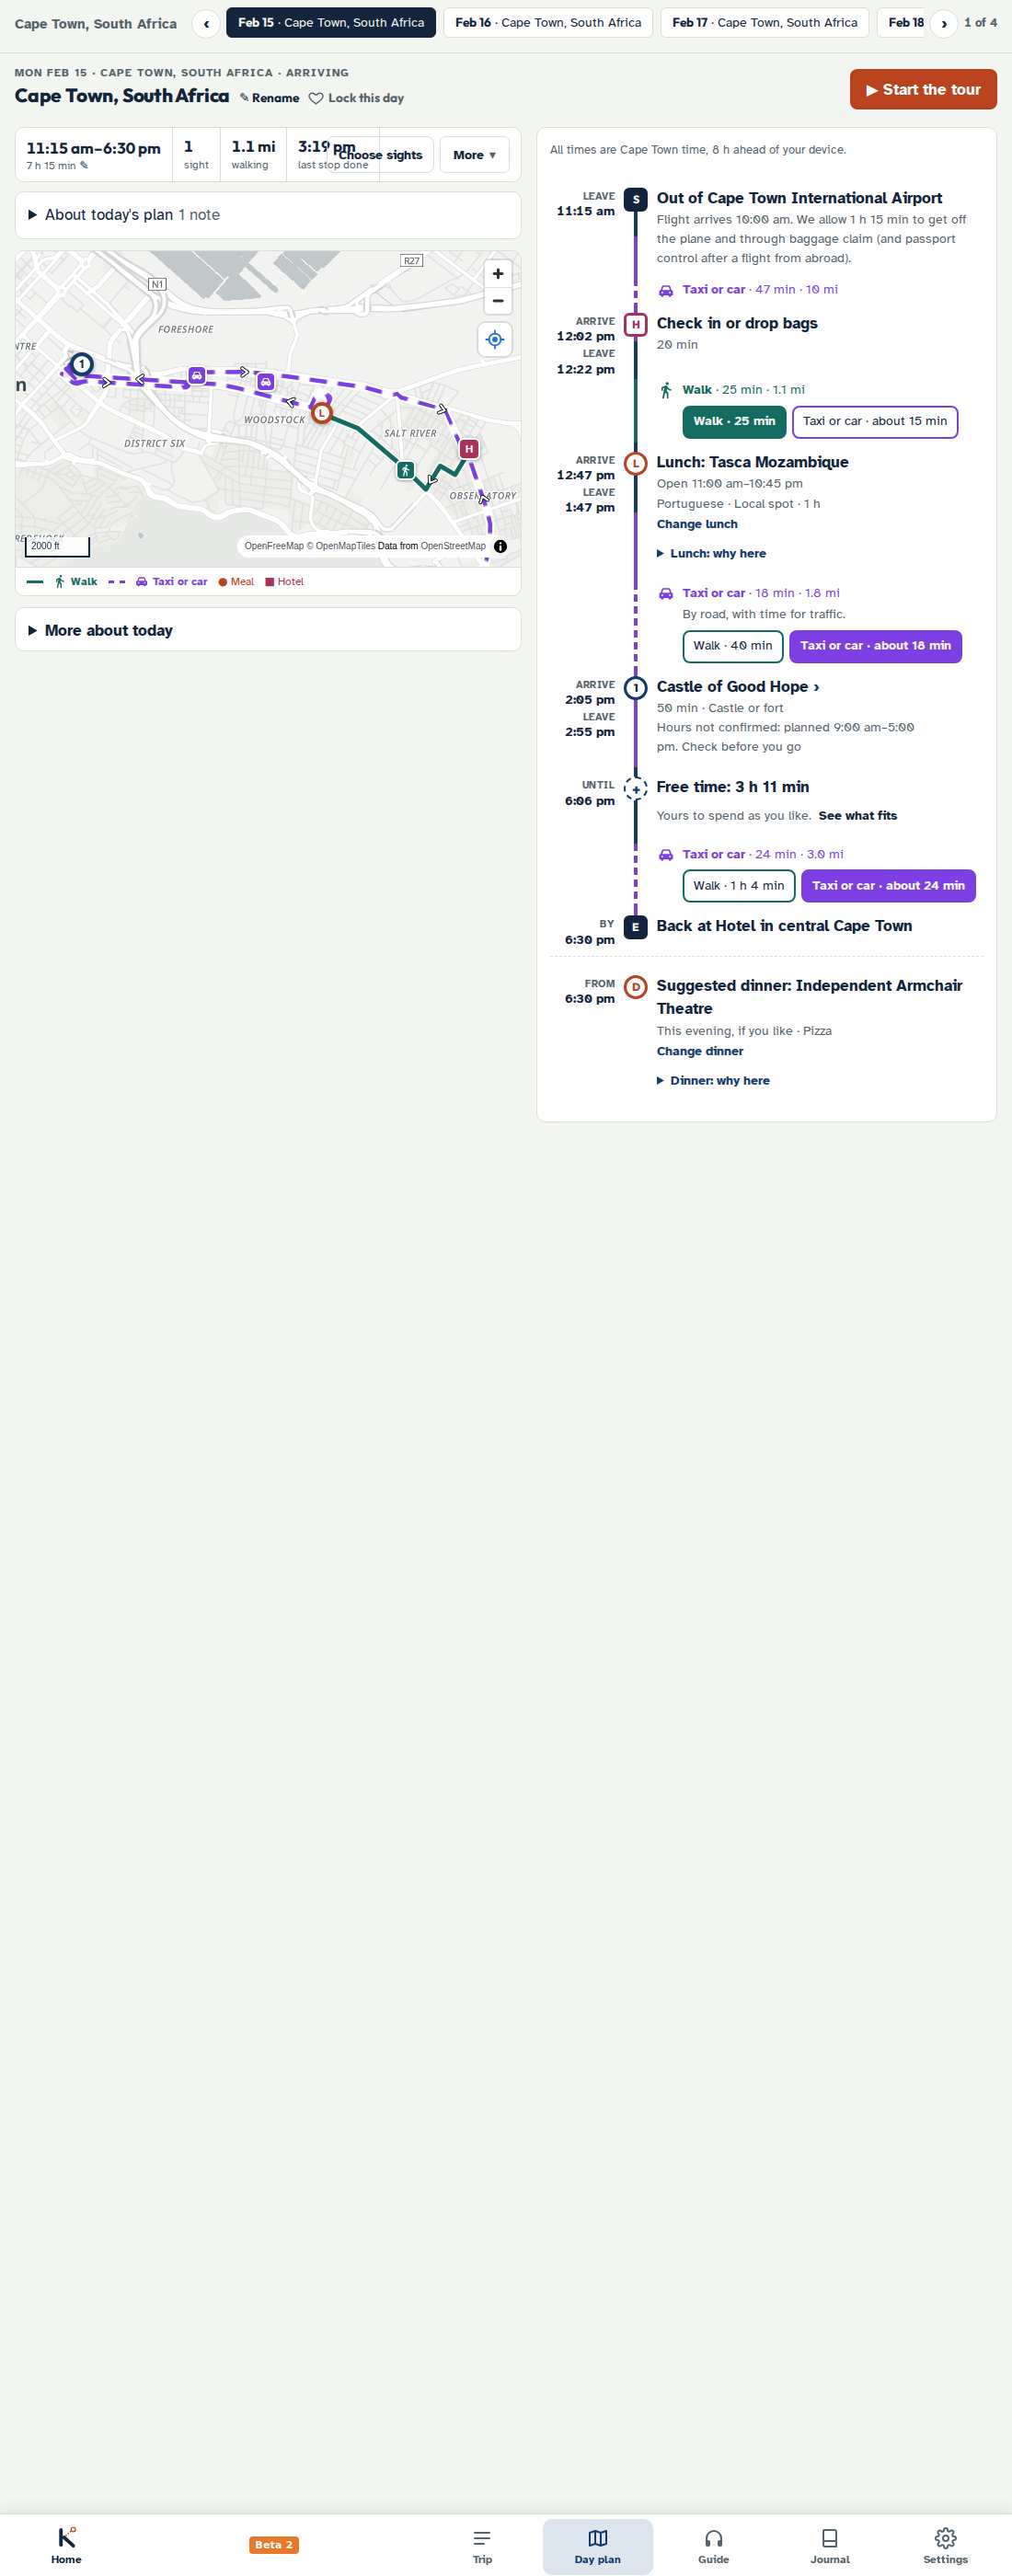 Cape Town, South Africa
‹
Feb 15 · Cape Town, South Africa
Feb 16 · Cape Town, South Africa
Feb 17 · Cape Town, South Africa
Feb 18
›
1 of 4
MON FEB 15 · CAPE TOWN, SOUTH AFRICA · ARRIVING
Cape Town, South Africa ✎ Rename ♡ Lock this day
▶ Start the tour
11:15 am–6:30 pm
7 h 15 min ✎
1
sight
1.1 mi
walking
3:19 pm
last stop done
Choose sights
More ▼
▶ About today's plan 1 note
R27
N1
FORESHORE
NTRE
n
1
WOODSTOCK
L
SALT RIVER
DISTRICT SIX
H
OBSERVATORY
2000 ft
OpenFreeMap © OpenMapTiles Data from OpenStreetMap
+
−
Walk
Taxi or car
Meal
Hotel
▶ More about today
All times are Cape Town time, 8 h ahead of your device.
LEAVE
11:15 am
S
Out of Cape Town International Airport
Flight arrives 10:00 am. We allow 1 h 15 min to get off
the plane and through baggage claim (and passport
control after a flight from abroad).
Taxi or car · 47 min · 10 mi
ARRIVE
12:02 pm
LEAVE
12:22 pm
H
Check in or drop bags
20 min
Walk · 25 min · 1.1 mi
Walk · 25 min
Taxi or car · about 15 min
ARRIVE
12:47 pm
LEAVE
1:47 pm
L
Lunch: Tasca Mozambique
Open 11:00 am–10:45 pm
Portuguese · Local spot · 1 h
Change lunch
▶ Lunch: why here
Taxi or car · 18 min · 1.8 mi
By road, with time for traffic.
Walk · 40 min
Taxi or car · about 18 min
ARRIVE
2:05 pm
LEAVE
2:55 pm
1
Castle of Good Hope ›
50 min · Castle or fort
Hours not confirmed: planned 9:00 am–5:00
pm. Check before you go
UNTIL
6:06 pm
+
Free time: 3 h 11 min
Yours to spend as you like. See what fits
Taxi or car · 24 min · 3.0 mi
Walk · 1 h 4 min
Taxi or car · about 24 min
BY
6:30 pm
E
Back at Hotel in central Cape Town
FROM
6:30 pm
D
Suggested dinner: Independent Armchair
Theatre
This evening, if you like · Pizza
Change dinner
▶ Dinner: why here
Home
Beta 2
Trip
Day plan
Guide
Journal
Settings